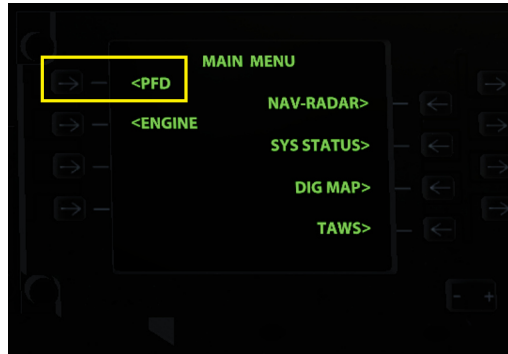 MAIN MENU
<PFD
NAV-RADAR>
<ENGINE
SYS STATUS>
DIG MAP>
TAWS>
- +